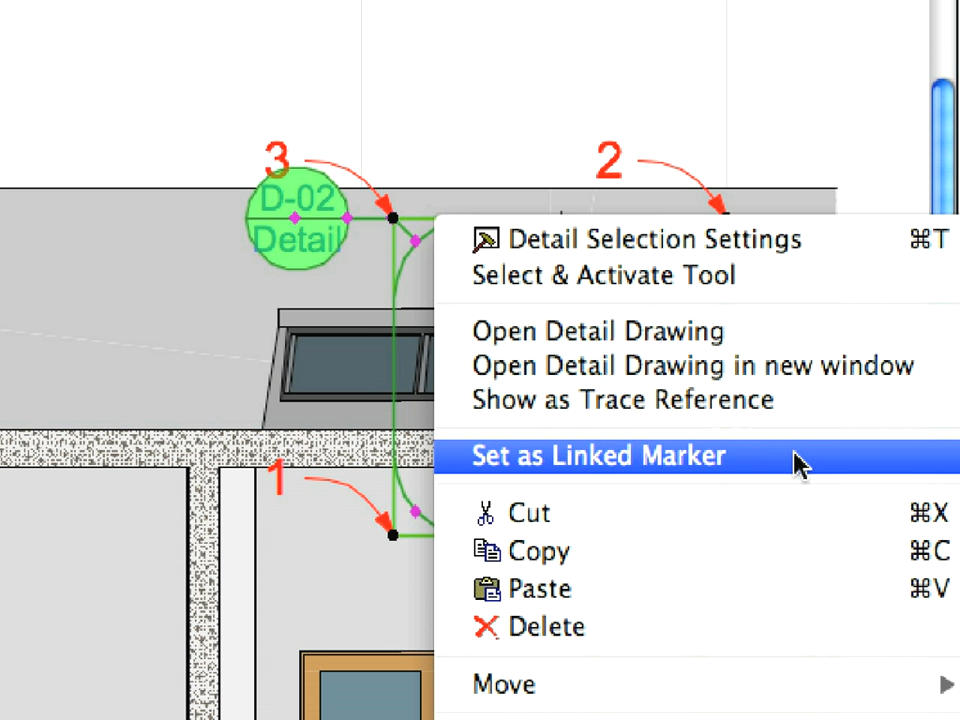 3
2
D-02
Detail
Detail Selection Settings ⌘T
Select & Activate Tool
Open Detail Drawing
Open Detail Drawing in new window
Show as Trace Reference
Set as Linked Marker
1
Cut ⌘X
Copy ⌘C
Paste ⌘V
Delete
Move